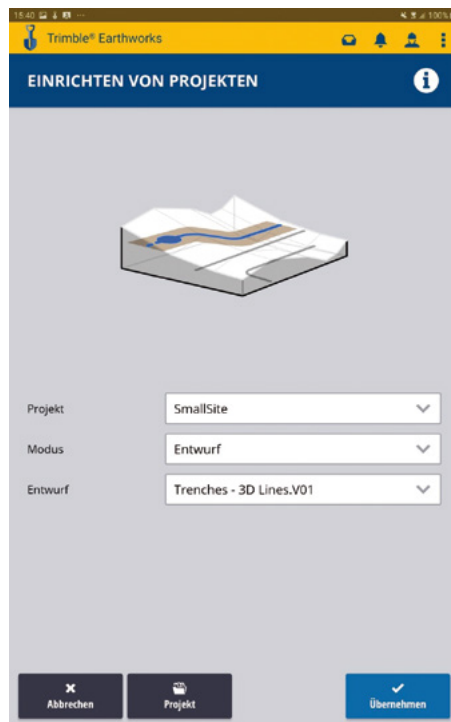 15:40
100%
Trimble® Earthworks
EINRICHTEN VON PROJEKTEN
Projekt SmallSite
Modus Entwurf
Entwurf Trenches - 3D Lines.V01
Abbrechen Projekt Übernehmen